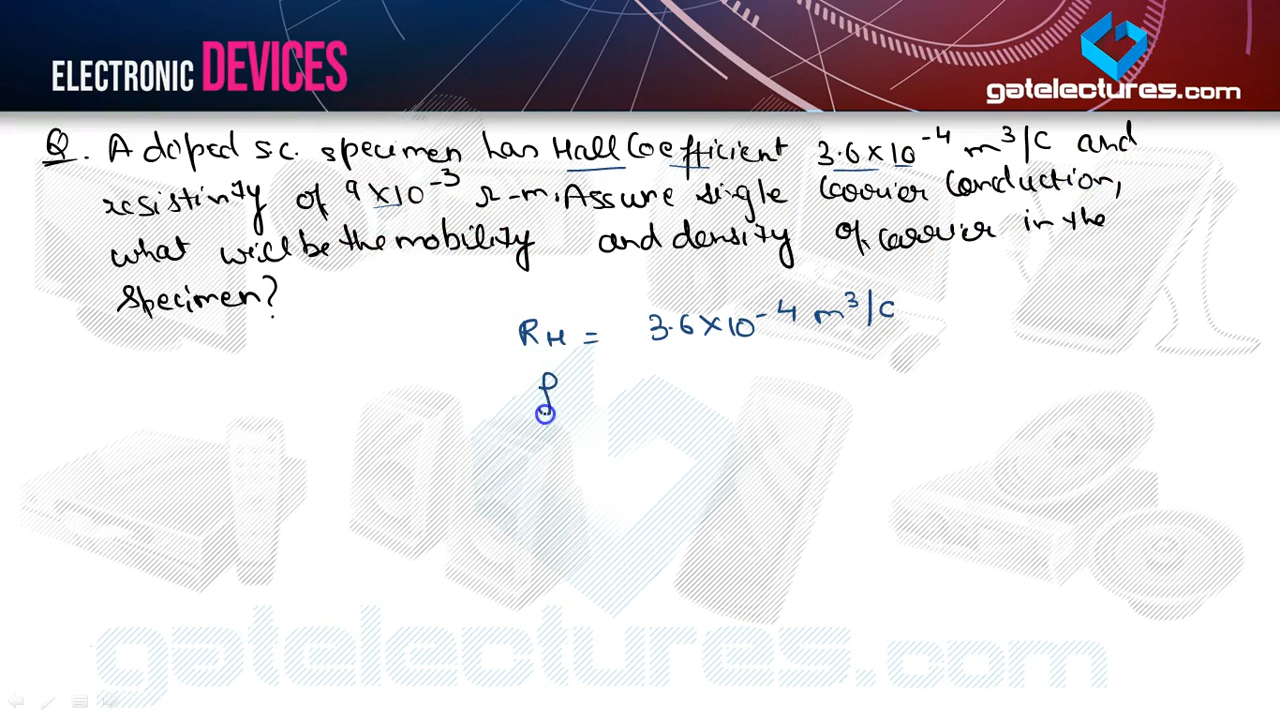 ELECTRONIC DEVICES
gatelectures.com
Q. A doped s.c. specimen has Hall Coefficient 3.6 × 10⁻⁴ m³/C and
resistivity of 9 × 10⁻³ Ω-m. Assure single Carrier Conduction,
what will be the mobility and density of carrier in the
specimen?
R_H = 3.6 × 10⁻⁴ m³/C
ρ
gatelectures.com